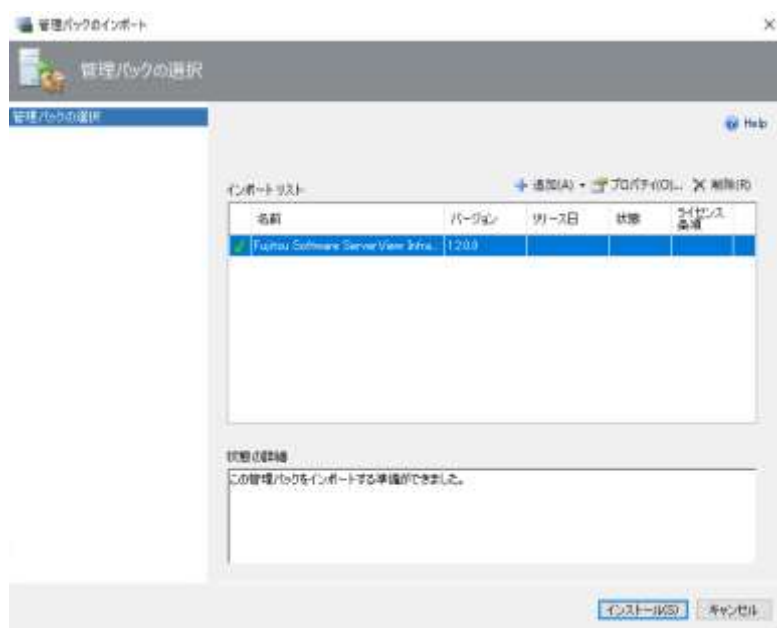 管理パックのインポート
管理パックの選択
管理パックの選択
Help
インポート リスト
追加(A) プロパティ(O)... 削除(R)
名前 バージョン リリース日 状態 ライセンス条項
Fujitsu Software ServerView Infra... 1.2.0.0
状態の詳細
この管理パックをインポートする準備ができました。
インストール(S) キャンセル